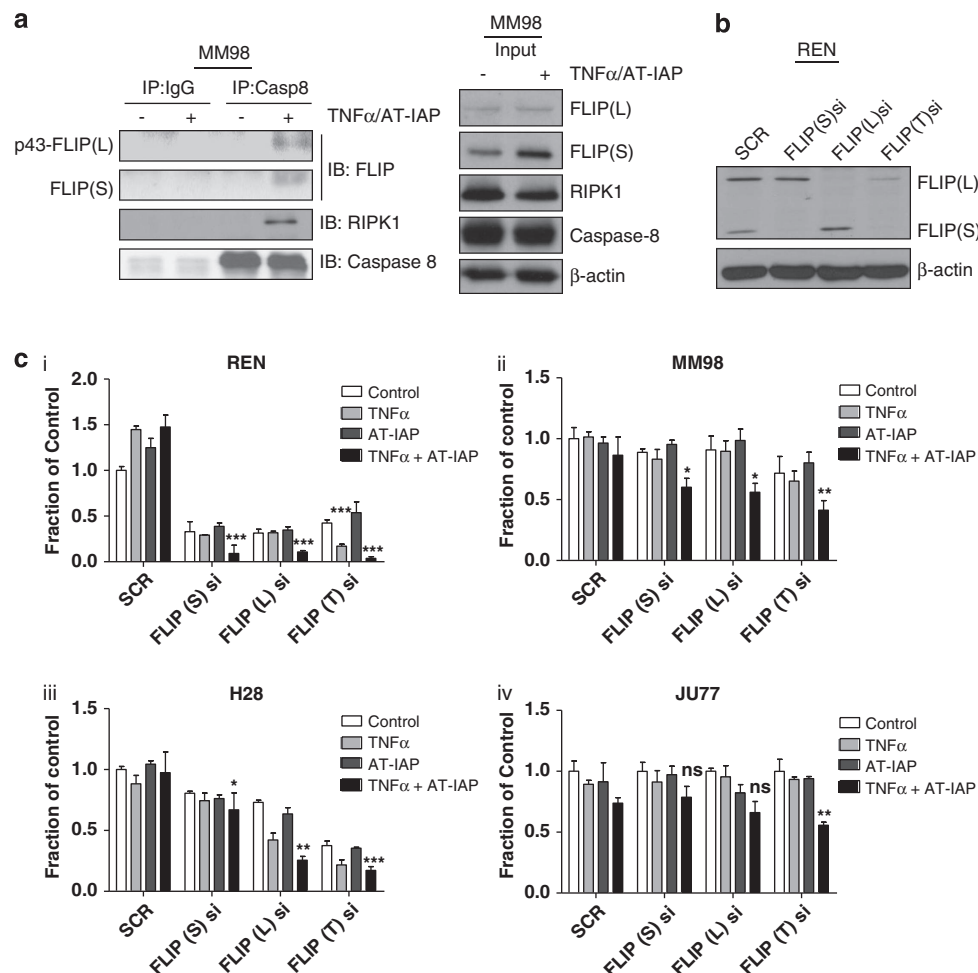 a
MM98
IP:IgG IP:Casp8
- + - + TNFα/AT-IAP
p43-FLIP(L)
FLIP(S)
IB: FLIP
IB: RIPK1
IB: Caspase 8
MM98
Input
- + TNFα/AT-IAP
FLIP(L)
FLIP(S)
RIPK1
Caspase-8
β-actin
b
REN
SCR FLIP(S)si FLIP(L)si FLIP(T)si
FLIP(L)
FLIP(S)
β-actin
c
i
REN
Fraction of Control
2.0
1.5
1.0
0.5
0.0
Control
TNFα
AT-IAP
TNFα + AT-IAP
*** *** *** ***
SCR FLIP (S) si FLIP (L) si FLIP (T) si
ii
MM98
Fraction of control
1.5
1.0
0.5
0.0
Control
TNFα
AT-IAP
TNFα + AT-IAP
* * **
SCR FLIP (S) si FLIP (L) si FLIP (T) si
iii
H28
Fraction of control
1.5
1.0
0.5
0.0
Control
TNFα
AT-IAP
TNFα + AT-IAP
* ** ***
SCR FLIP (S) si FLIP (L) si FLIP (T) si
iv
JU77
Fraction of Control
1.5
1.0
0.5
0.0
Control
TNFα
AT-IAP
TNFα + AT-IAP
ns ns **
SCR FLIP (S) si FLIP (L) si FLIP (T) si